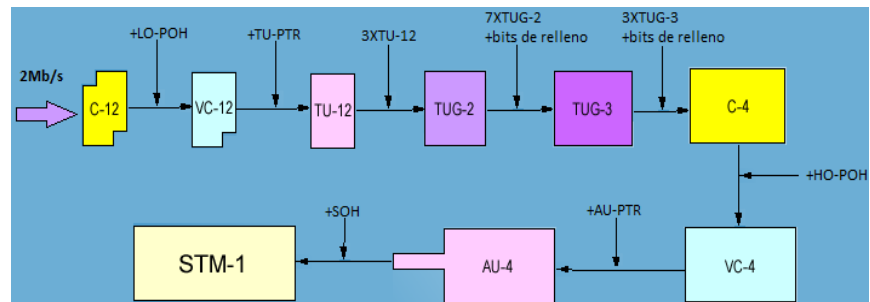 +LO-POH
+TU-PTR
3XTU-12
7XTUG-2
+bits de relleno
3XTUG-3
+bits de relleno
2Mb/s
C-12
VC-12
TU-12
TUG-2
TUG-3
C-4
+HO-POH
+SOH
+AU-PTR
STM-1
AU-4
VC-4